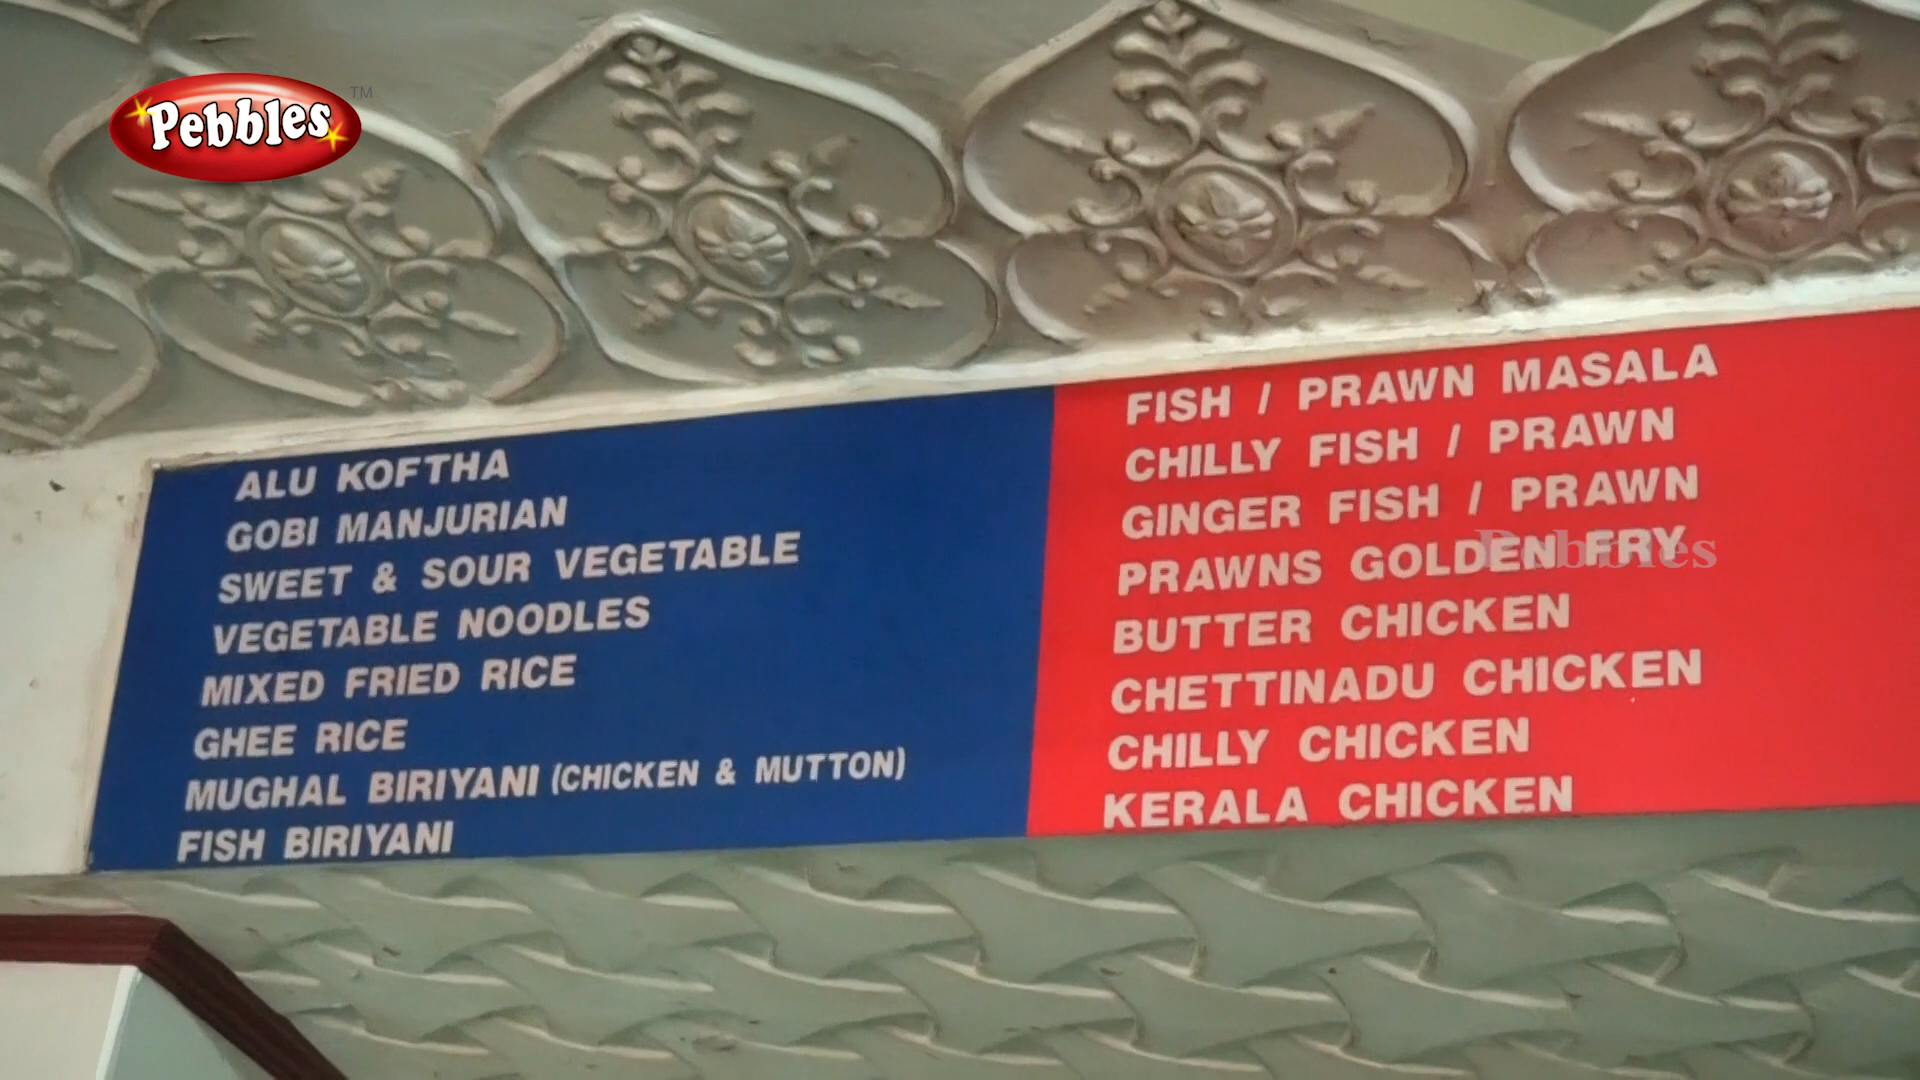 Pebbles TM
ALU KOFTHA
GOBI MANJURIAN
SWEET & SOUR VEGETABLE
VEGETABLE NOODLES
MIXED FRIED RICE
GHEE RICE
MUGHAL BIRIYANI (CHICKEN & MUTTON)
FISH BIRIYANI
FISH / PRAWN MASALA
CHILLY FISH / PRAWN
GINGER FISH / PRAWN
PRAWNS GOLDEN FRY
Pebbles
BUTTER CHICKEN
CHETTINADU CHICKEN
CHILLY CHICKEN
KERALA CHICKEN